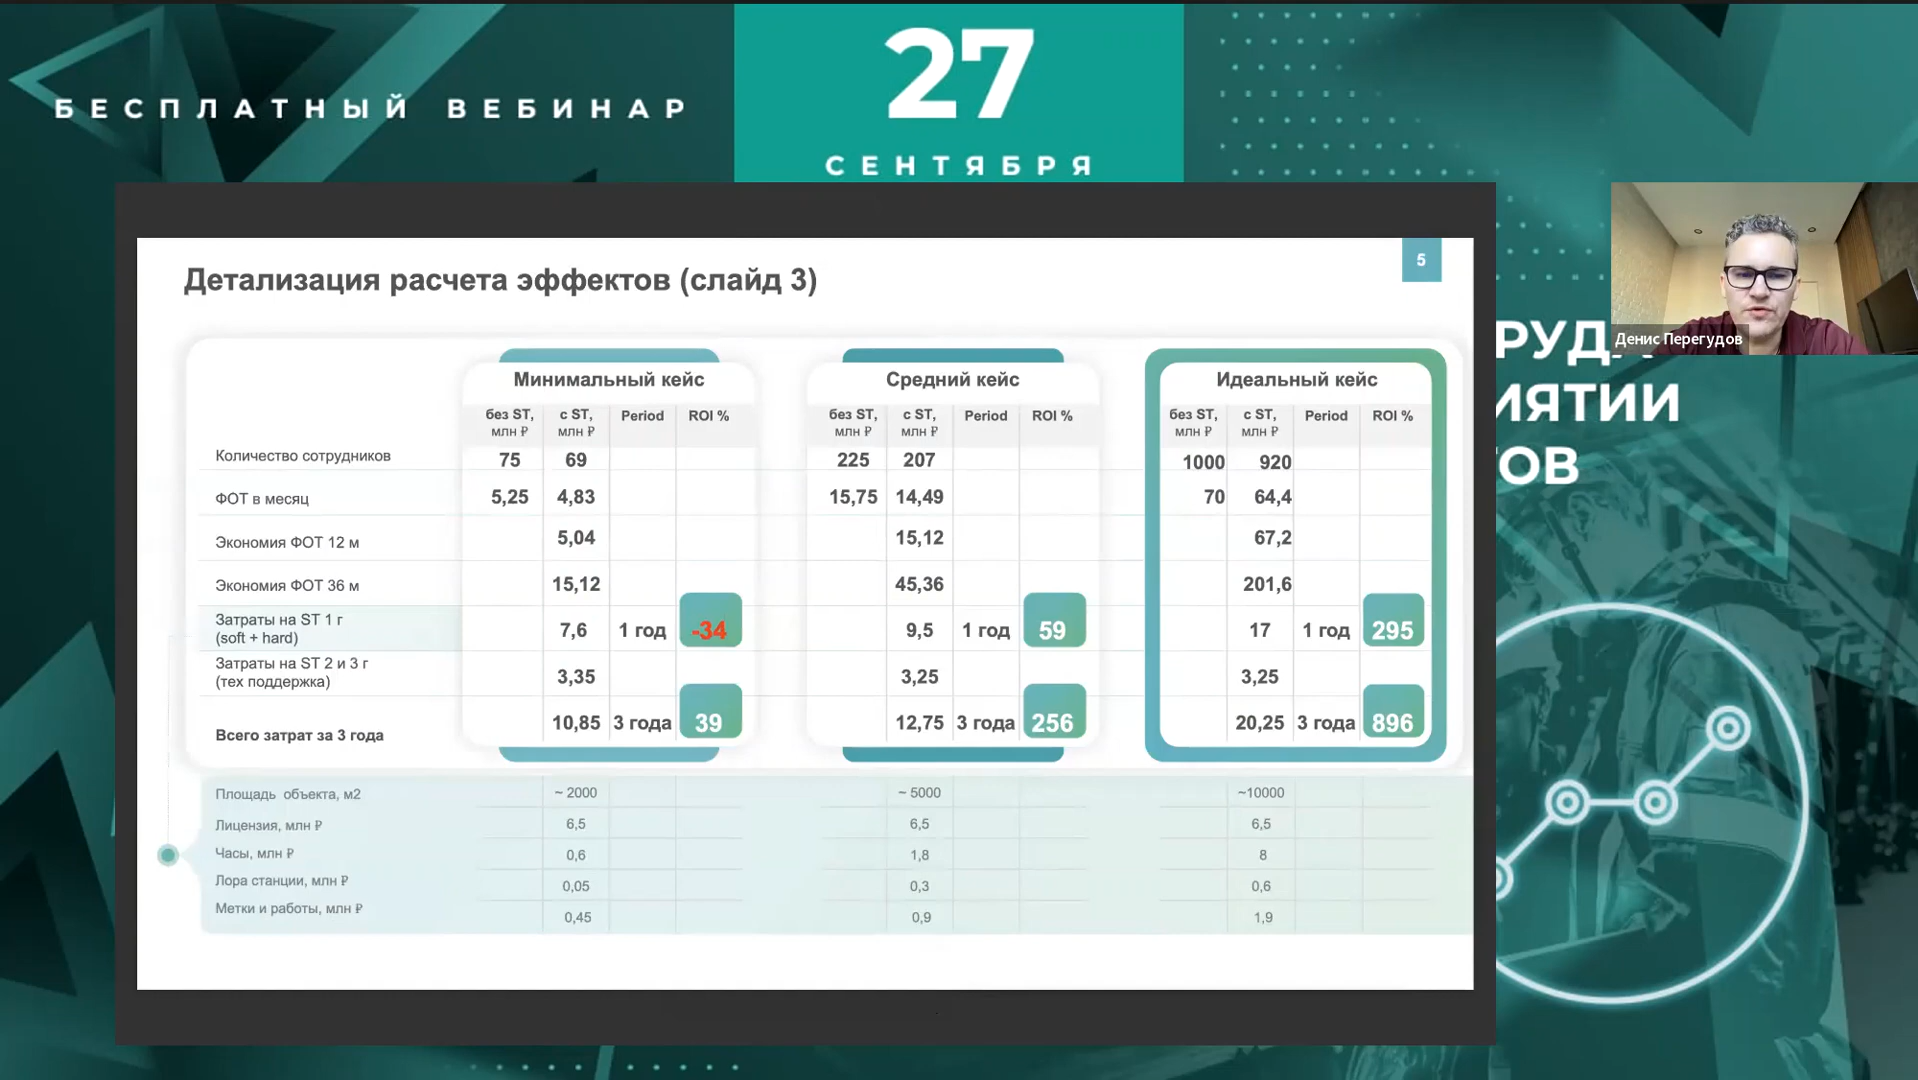 БЕСПЛАТНЫЙ ВЕБИНАР
27
СЕНТЯБРЯ
Денис Перегудов
РУДА
ИЯТИИ
ТОВ
5
Детализация расчета эффектов (слайд 3)
Минимальный кейс Средний кейс Идеальный кейс
без ST, млн ₽ с ST, млн ₽ Period ROI % без ST, млн ₽ с ST, млн ₽ Period ROI % без ST, млн ₽ с ST, млн ₽ Period ROI %
Количество сотрудников 75 69 225 207 1000 920
ФОТ в месяц 5,25 4,83 15,75 14,49 70 64,4
Экономия ФОТ 12 м 5,04 15,12 67,2
Экономия ФОТ 36 м 15,12 45,36 201,6
Затраты на ST 1 г (soft + hard) 7,6 1 год -34 9,5 1 год 59 17 1 год 295
Затраты на ST 2 и 3 г (тех поддержка) 3,35 3,25 3,25
Всего затрат за 3 года 10,85 3 года 39 12,75 3 года 256 20,25 3 года 896
Площадь объекта, м2 ~ 2000 ~ 5000 ~10000
Лицензия, млн ₽ 6,5 6,5 6,5
Часы, млн ₽ 0,6 1,8 8
Лора станции, млн ₽ 0,05 0,3 0,6
Метки и работы, млн ₽ 0,45 0,9 1,9